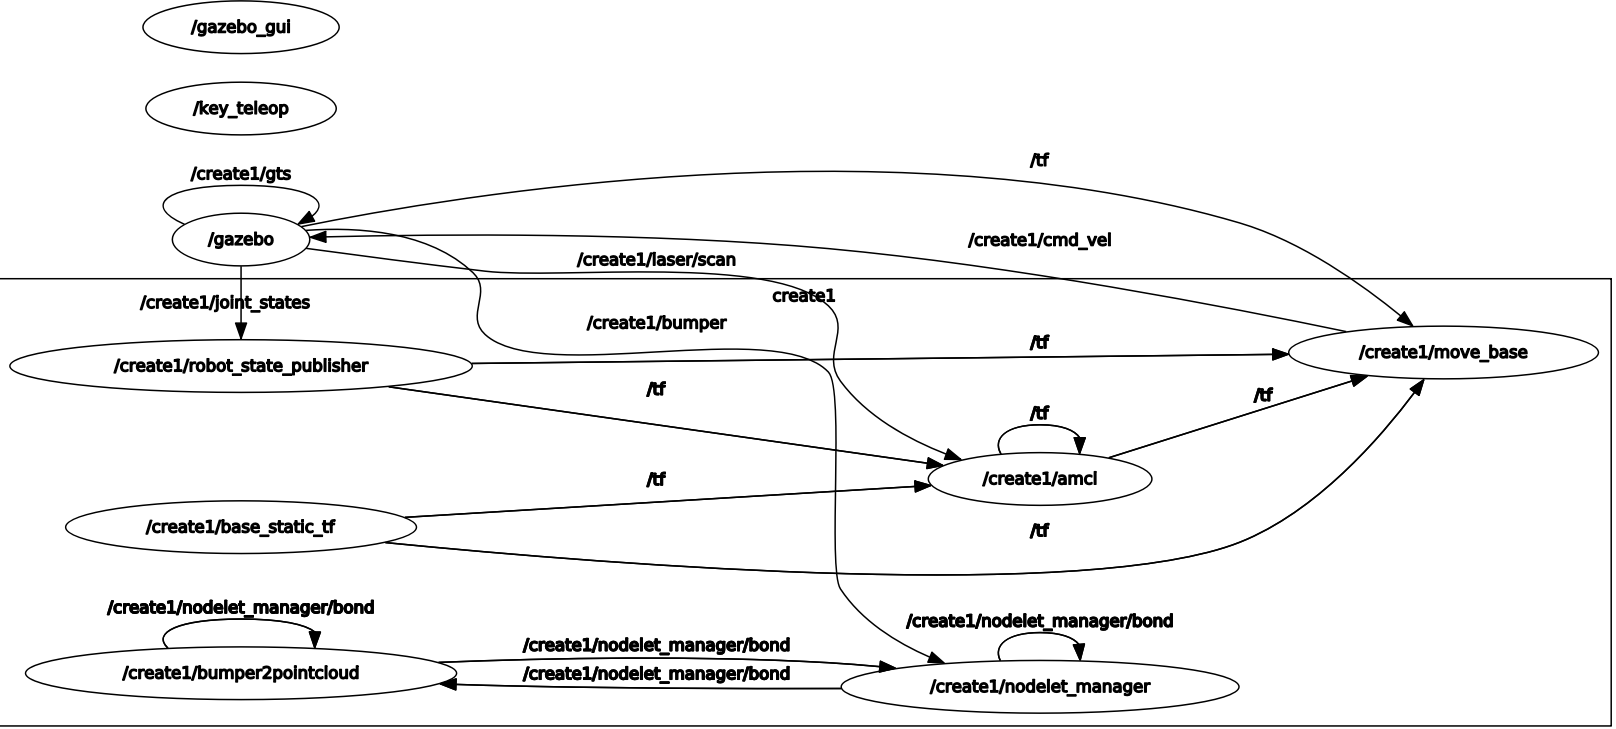 /gazebo_gui
/key_teleop
/tf
/create1/gts
/gazebo
/create1/cmd_vel
/create1/laser/scan
create1
/create1/joint_states
/create1/bumper
/tf
/create1/move_base
/create1/robot_state_publisher
/tf
/tf
/tf
/tf
/create1/amcl
/create1/base_static_tf
/tf
/create1/nodelet_manager/bond
/create1/nodelet_manager/bond
/create1/nodelet_manager/bond
/create1/bumper2pointcloud
/create1/nodelet_manager/bond
/create1/nodelet_manager